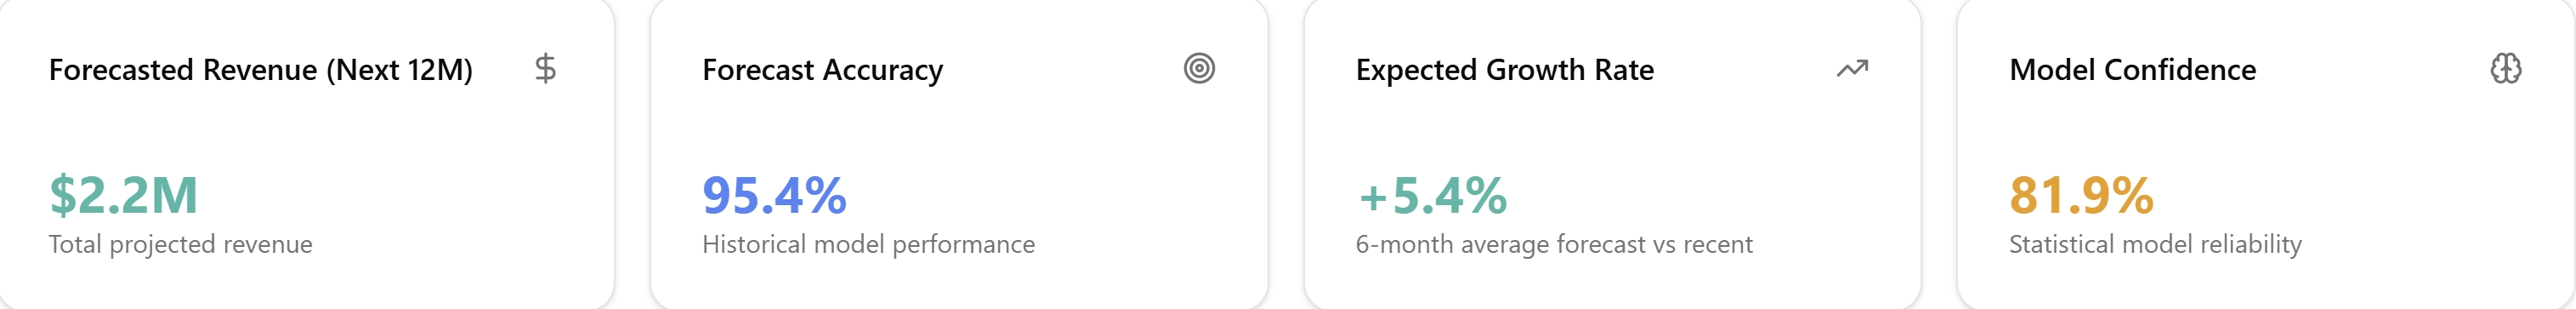 Forecasted Revenue (Next 12M)
$2.2M
Total projected revenue
Forecast Accuracy
95.4%
Historical model performance
Expected Growth Rate
+5.4%
6-month average forecast vs recent
Model Confidence
81.9%
Statistical model reliability